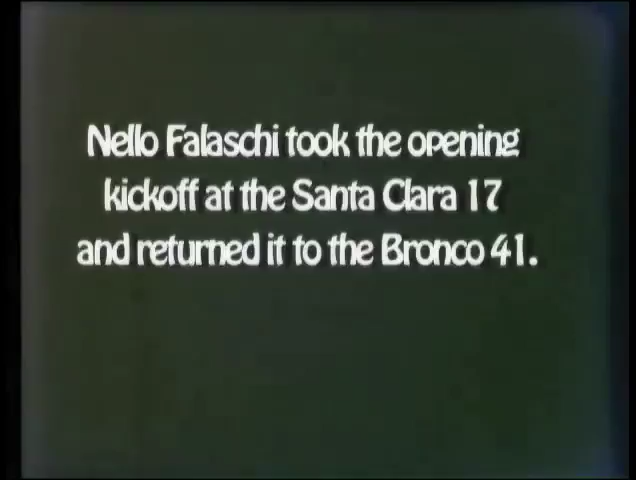 Nello Falaschi took the opening
kickoff at the Santa Clara 17
and returned it to the Bronco 41.